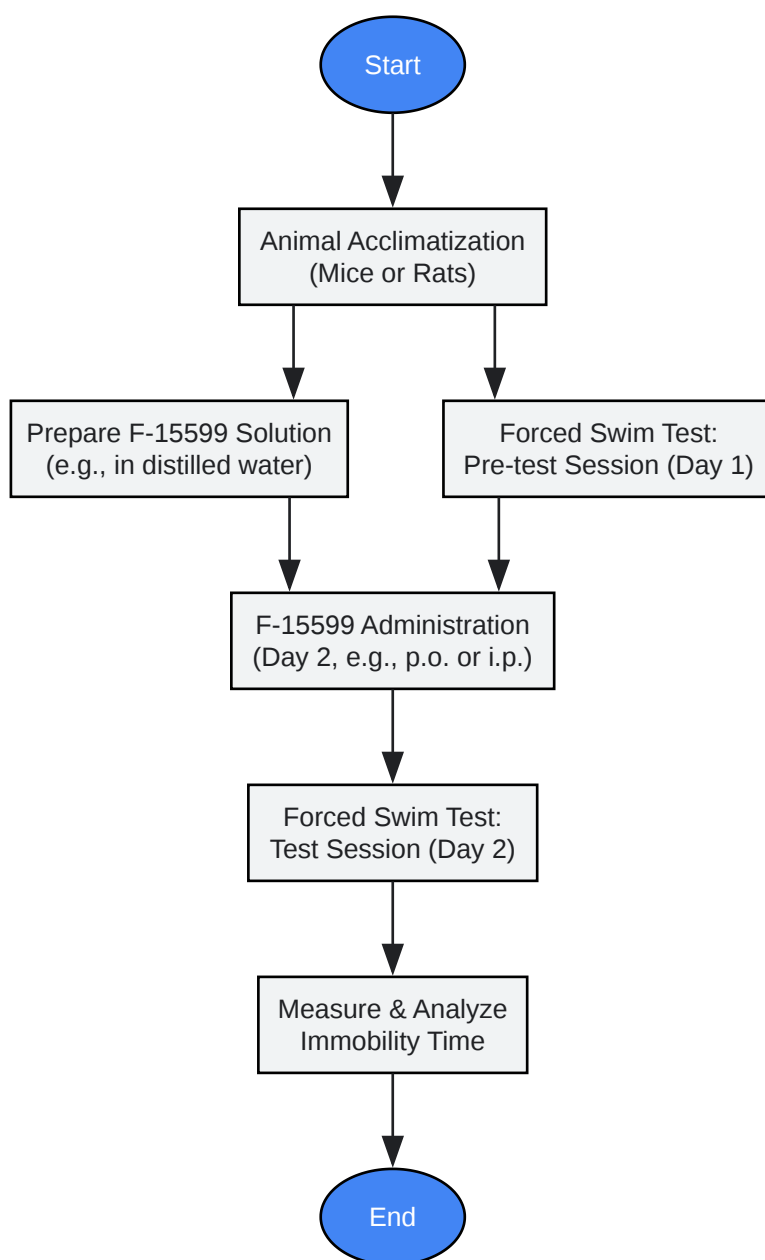 Start
Animal Acclimatization
(Mice or Rats)
Prepare F-15599 Solution
(e.g., in distilled water)
Forced Swim Test:
Pre-test Session (Day 1)
F-15599 Administration
(Day 2, e.g., p.o. or i.p.)
Forced Swim Test:
Test Session (Day 2)
Measure & Analyze
Immobility Time
End